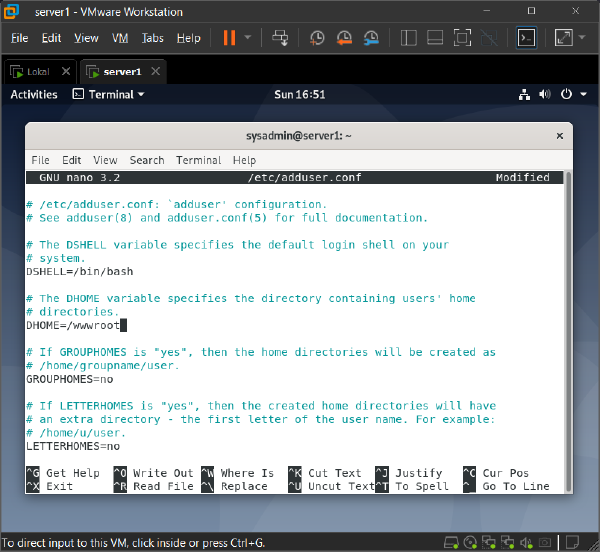 server1 - VMware Workstation
File Edit View VM Tabs Help
Lokal server1
Activities Terminal Sun 16:51
sysadmin@server1: ~
File Edit View Search Terminal Help
GNU nano 3.2 /etc/adduser.conf Modified
# /etc/adduser.conf: `adduser' configuration.
# See adduser(8) and adduser.conf(5) for full documentation.
# The DSHELL variable specifies the default login shell on your
# system.
DSHELL=/bin/bash
# The DHOME variable specifies the directory containing users' home
# directories.
DHOME=/wwwroot
# If GROUPHOMES is "yes", then the home directories will be created as
# /home/groupname/user.
GROUPHOMES=no
# If LETTERHOMES is "yes", then the created home directories will have
# an extra directory - the first letter of the user name. For example:
# /home/u/user.
LETTERHOMES=no
^G Get Help ^O Write Out ^W Where Is ^K Cut Text ^J Justify ^C Cur Pos
^X Exit ^R Read File ^\ Replace ^U Uncut Text ^T To Spell ^_ Go To Line
To direct input to this VM, click inside or press Ctrl+G.